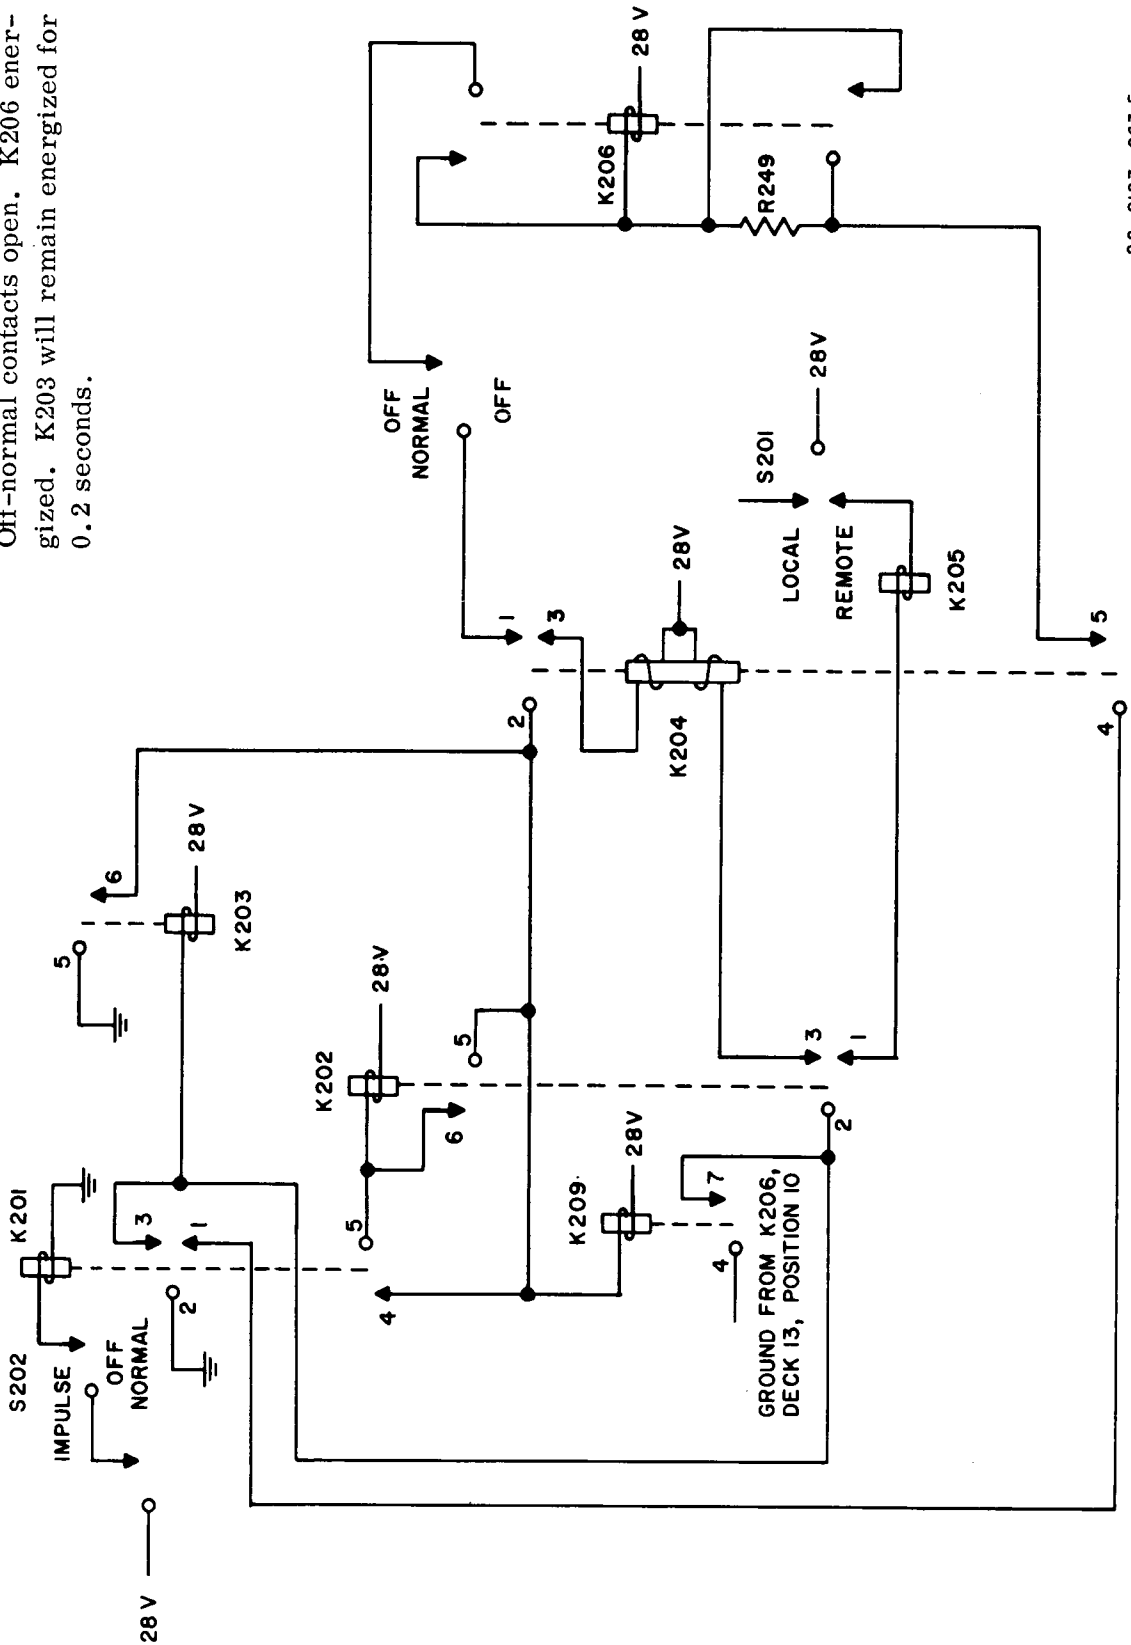 Off-normal contacts open. K206 ener-
gized. K203 will remain energized for
0.2 seconds.
S202
K201
IMPULSE
OFF
NORMAL
28 V
2
3
1
5
4
K202
28V
6
5
5
6
K203
28V
K209
28V
4
7
GROUND FROM K206,
DECK 13, POSITION 10
2
3
1
2
1
3
K204
28V
4
5
K205
LOCAL
REMOTE
S201
28V
OFF
NORMAL
OFF
K206
28 V
R249